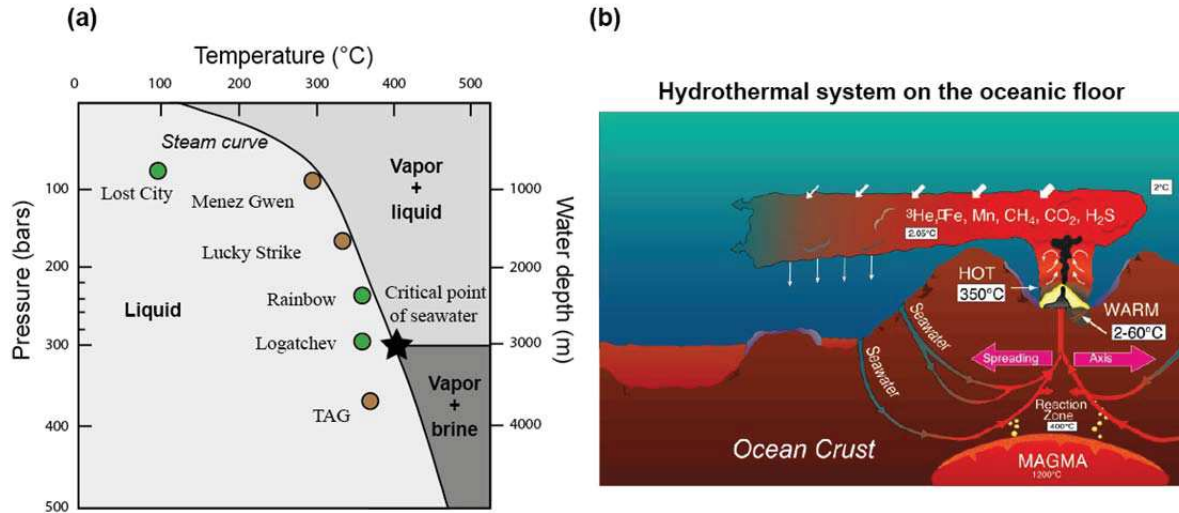 (a)
Temperature (°C)
0 100 200 300 400 500
Steam curve
Lost City
Menez Gwen
Lucky Strike
Rainbow
Logatchev
TAG
Liquid
Vapor
+
liquid
Critical point
of seawater
Vapor
+
brine
Pressure (bars)
100
200
300
400
500
Water depth (m)
1000
2000
3000
4000
(b)
Hydrothermal system on the oceanic floor
2°C
³He, Fe, Mn, CH₄, CO₂, H₂S
2.05°C
HOT
350°C
WARM
2-60°C
Seawater
Seawater
Spreading
Axis
Reaction
Zone
400°C
Ocean Crust
MAGMA
1200°C